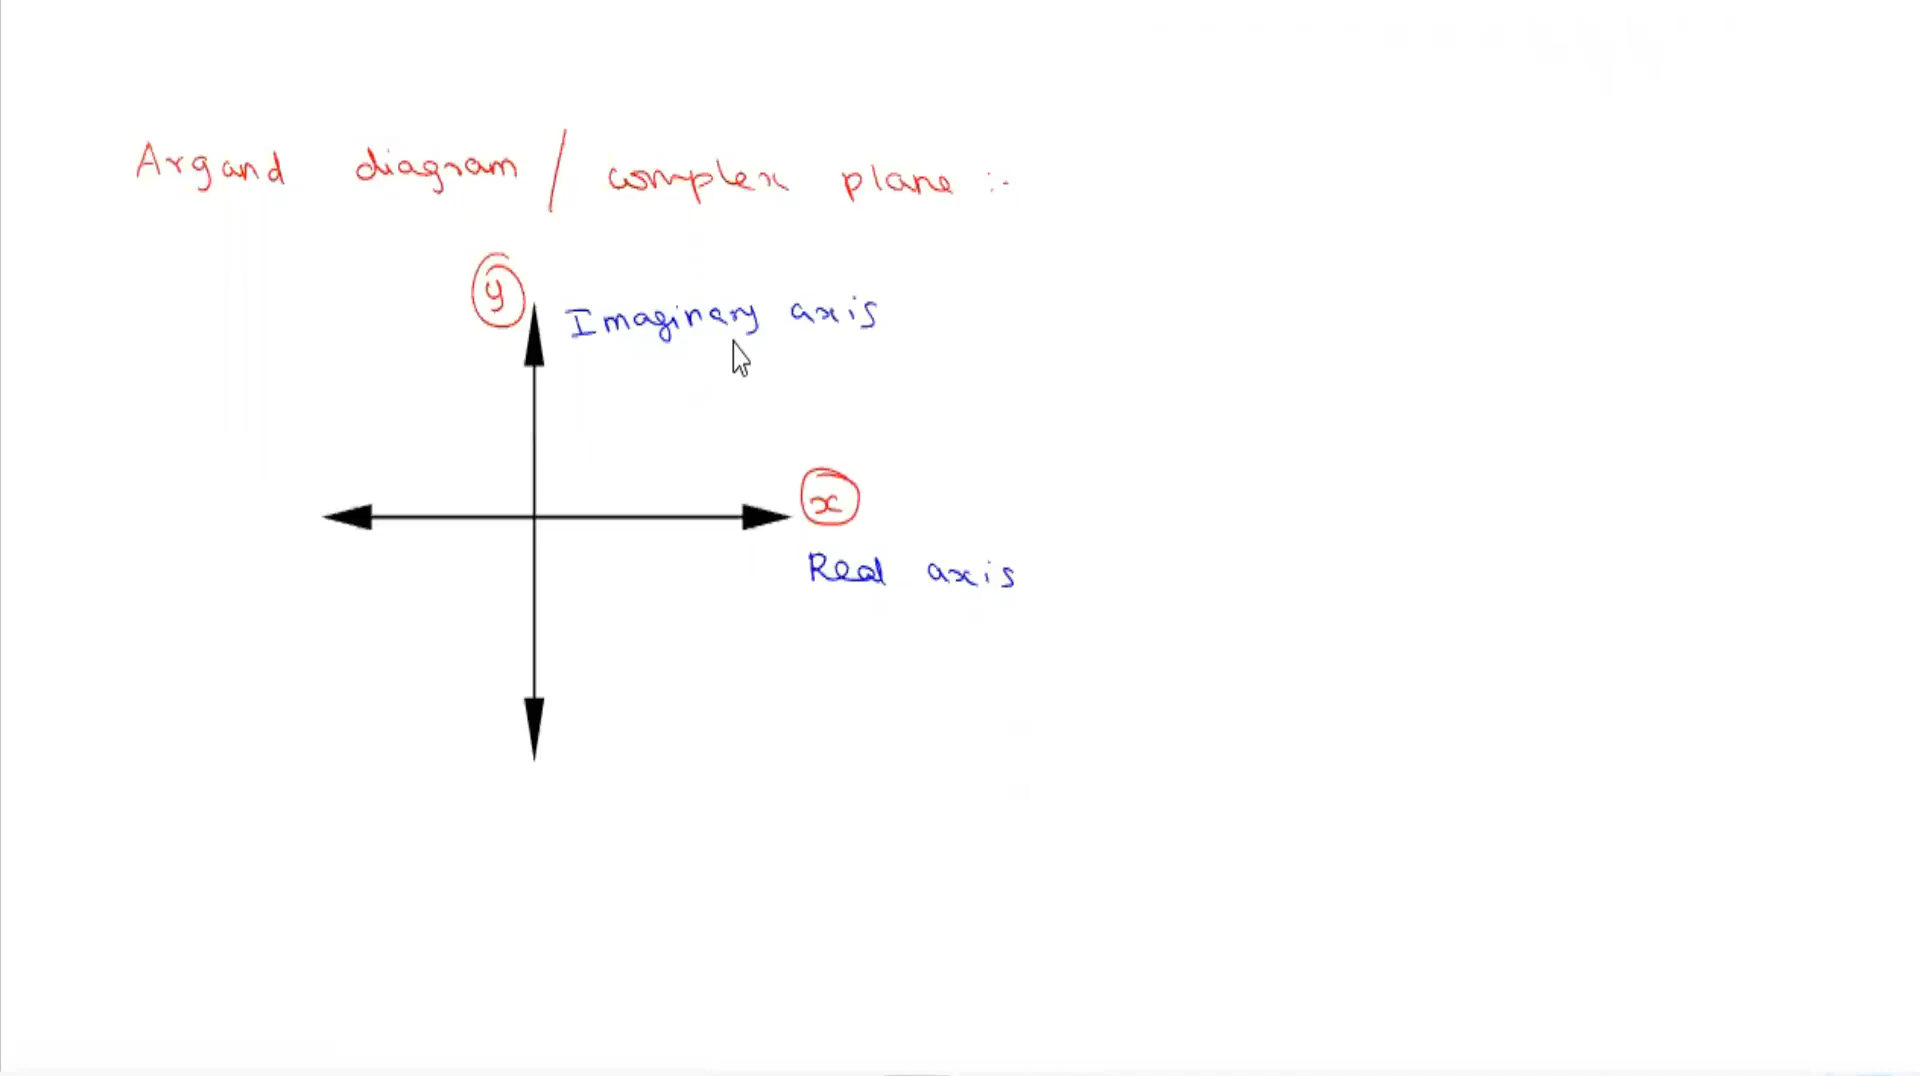 Argand diagram / complex plane :-
y
Imaginary axis
x
Real axis